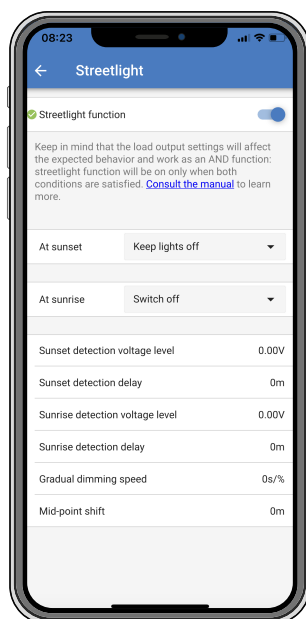 08:23
Streetlight
Streetlight function
Keep in mind that the load output settings will affect
the expected behavior and work as an AND function:
streetlight function will be on only when both
conditions are satisfied. Consult the manual to learn
more.
At sunset Keep lights off
At sunrise Switch off
Sunset detection voltage level 0.00V
Sunset detection delay 0m
Sunrise detection voltage level 0.00V
Sunrise detection delay 0m
Gradual dimming speed 0s/%
Mid-point shift 0m